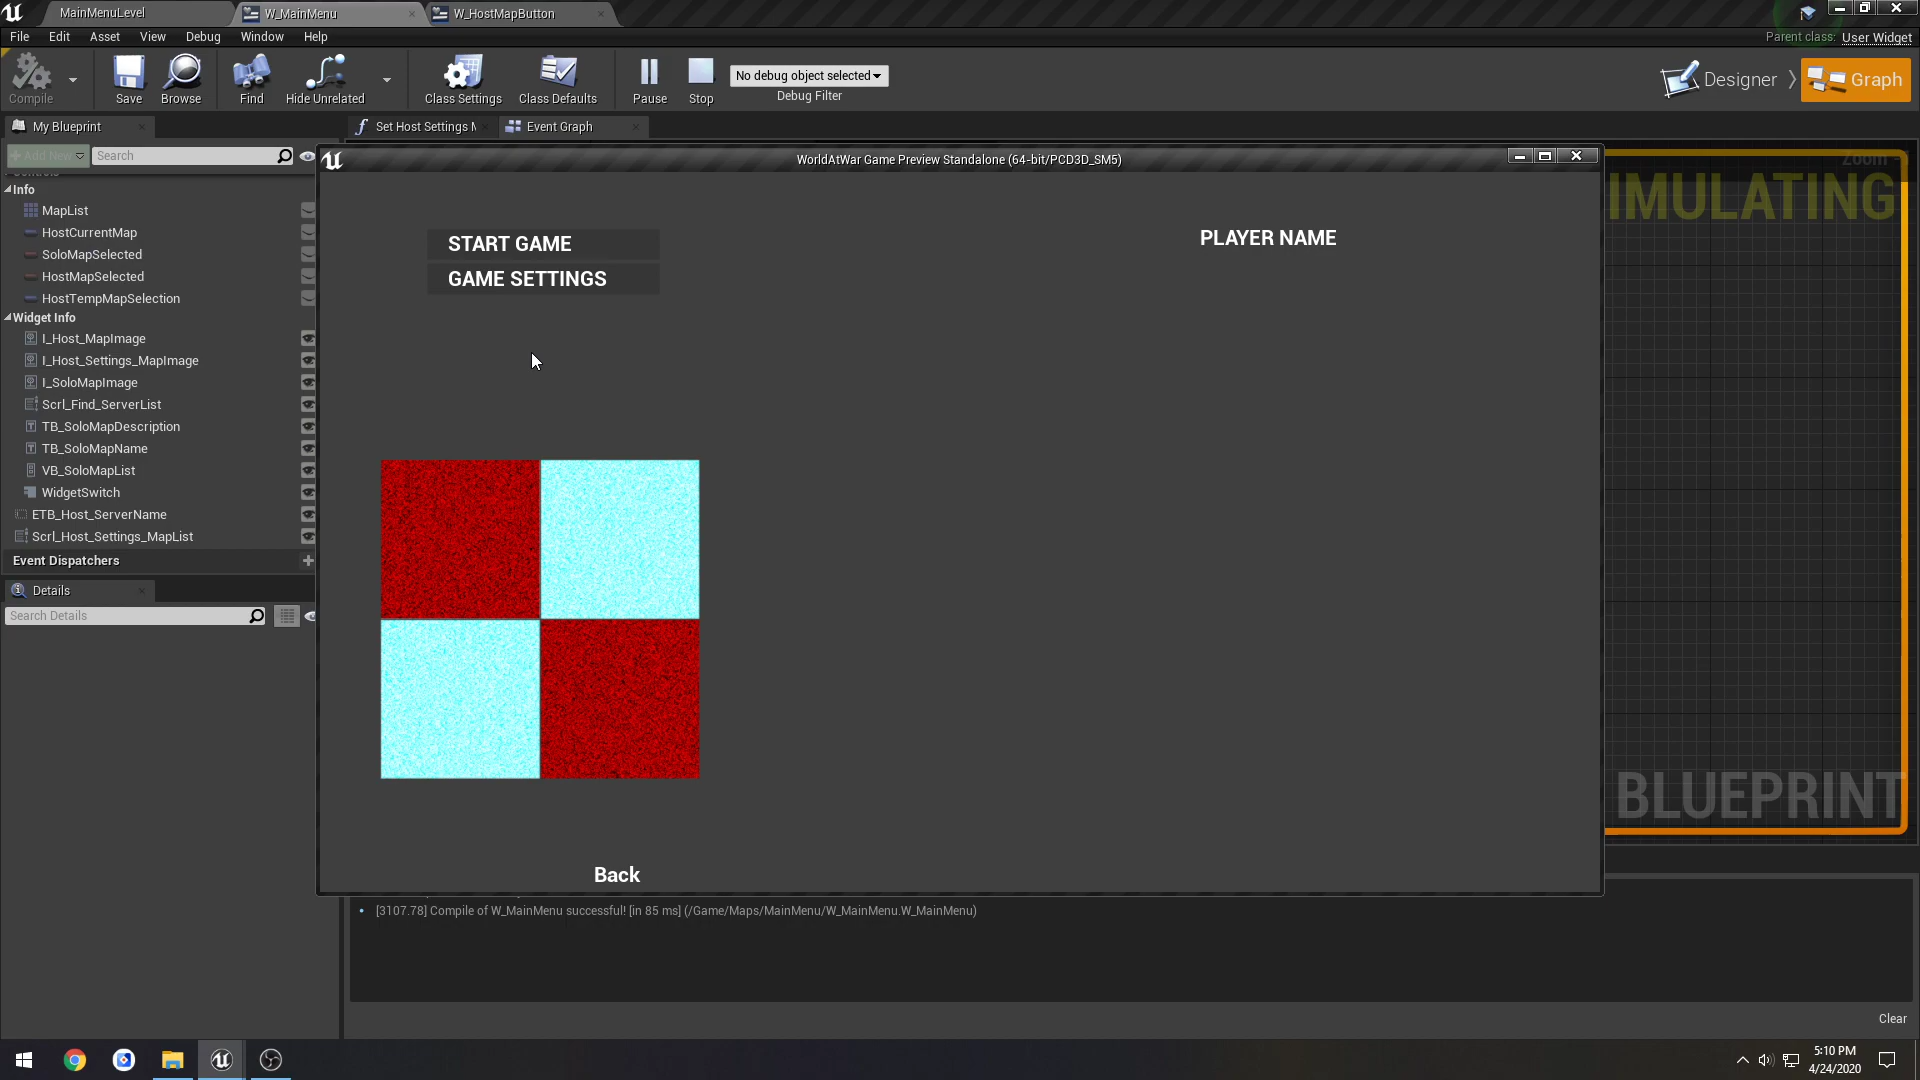 MainMenuLevel
W_MainMenu
W_HostMapButton
File Edit Asset View Debug Window Help
Parent class: User Widget
Compile
Save
Browse
Find
Hide Unrelated
Class Settings
Class Defaults
Pause
Stop
No debug object selected
Debug Filter
Designer
Graph
My Blueprint
Set Host Settings
Event Graph
Add New
Search
WorldAtWar Game Preview Standalone (64-bit/PCD3D_SM5)
Zoom
Info
MapList
HostCurrentMap
SoloMapSelected
HostMapSelected
HostTempMapSelection
Widget Info
I_Host_MapImage
I_Host_Settings_MapImage
I_SoloMapImage
Scrl_Find_ServerList
TB_SoloMapDescription
TB_SoloMapName
VB_SoloMapList
WidgetSwitch
ETB_Host_ServerName
Scrl_Host_Settings_MapList
Event Dispatchers
Details
Search Details
START GAME
GAME SETTINGS
PLAYER NAME
Back
IMULATING
BLUEPRINT
[3107.78] Compile of W_MainMenu successful! [in 85 ms] (/Game/Maps/MainMenu/W_MainMenu.W_MainMenu)
Clear
5:10 PM
4/24/2020